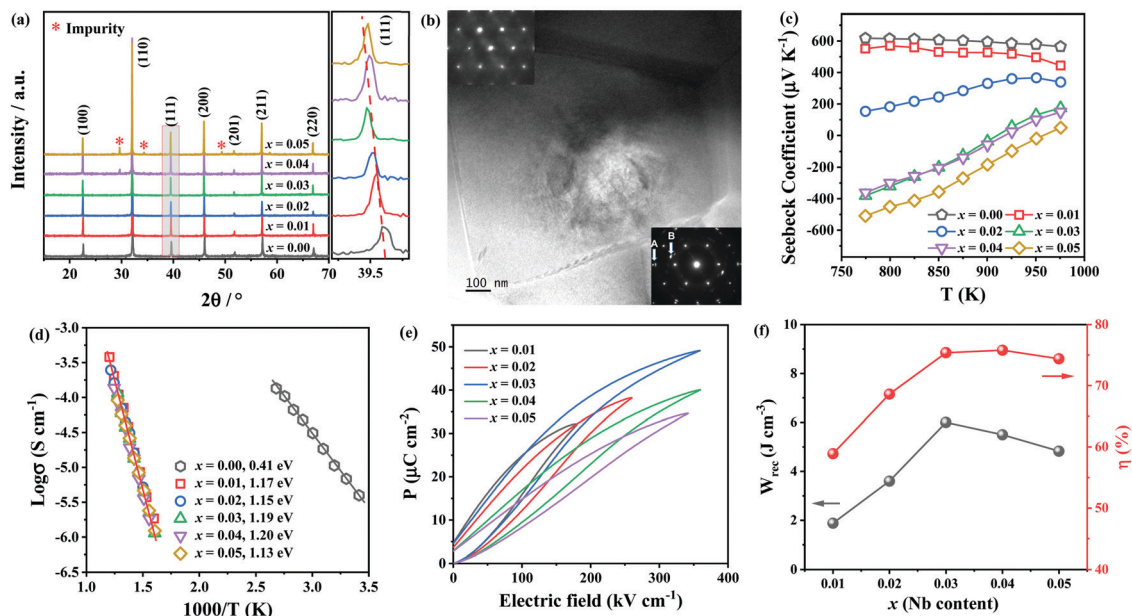 (a)
* Impurity
(111)
(110)
(100)
(111)
(200)
(211)
(201)
(220)
x = 0.05
x = 0.04
x = 0.03
x = 0.02
x = 0.01
x = 0.00
Intensity / a.u.
20 30 40 50 60 70
39.5
2θ / °
(b)
A
B
100 nm
(c)
Seebeck Coefficient (μV K⁻¹)
600
400
200
0
-200
-400
-600
x = 0.00
x = 0.01
x = 0.02
x = 0.03
x = 0.04
x = 0.05
750 800 850 900 950 1000
T (K)
(d)
Logσ (S cm⁻¹)
-3.0
-3.5
-4.0
-4.5
-5.0
-5.5
-6.0
-6.5
x = 0.00, 0.41 eV
x = 0.01, 1.17 eV
x = 0.02, 1.15 eV
x = 0.03, 1.19 eV
x = 0.04, 1.20 eV
x = 0.05, 1.13 eV
1.0 1.5 2.0 2.5 3.0 3.5
1000/T (K)
(e)
P (μC cm⁻²)
50
40
30
20
10
0
x = 0.01
x = 0.02
x = 0.03
x = 0.04
x = 0.05
0 100 200 300 400
Electric field (kV cm⁻¹)
(f)
W_rec (J cm⁻³)
10
8
6
4
2
0
80
70
60
50
40
η (%)
0.01 0.02 0.03 0.04 0.05
x (Nb content)